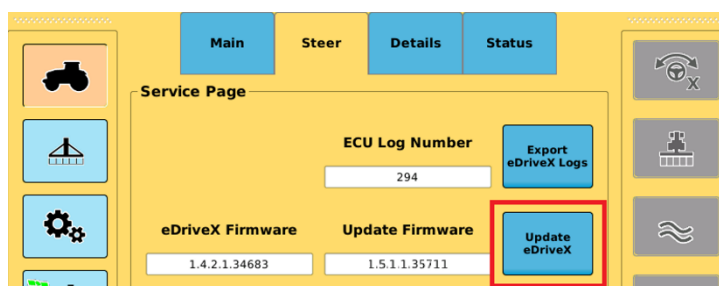 Main Steer Details Status
X
Service Page
ECU Log Number
Export
eDriveX Logs
294
eDriveX Firmware Update Firmware
Update
eDriveX
1.4.2.1.34683 1.5.1.1.35711